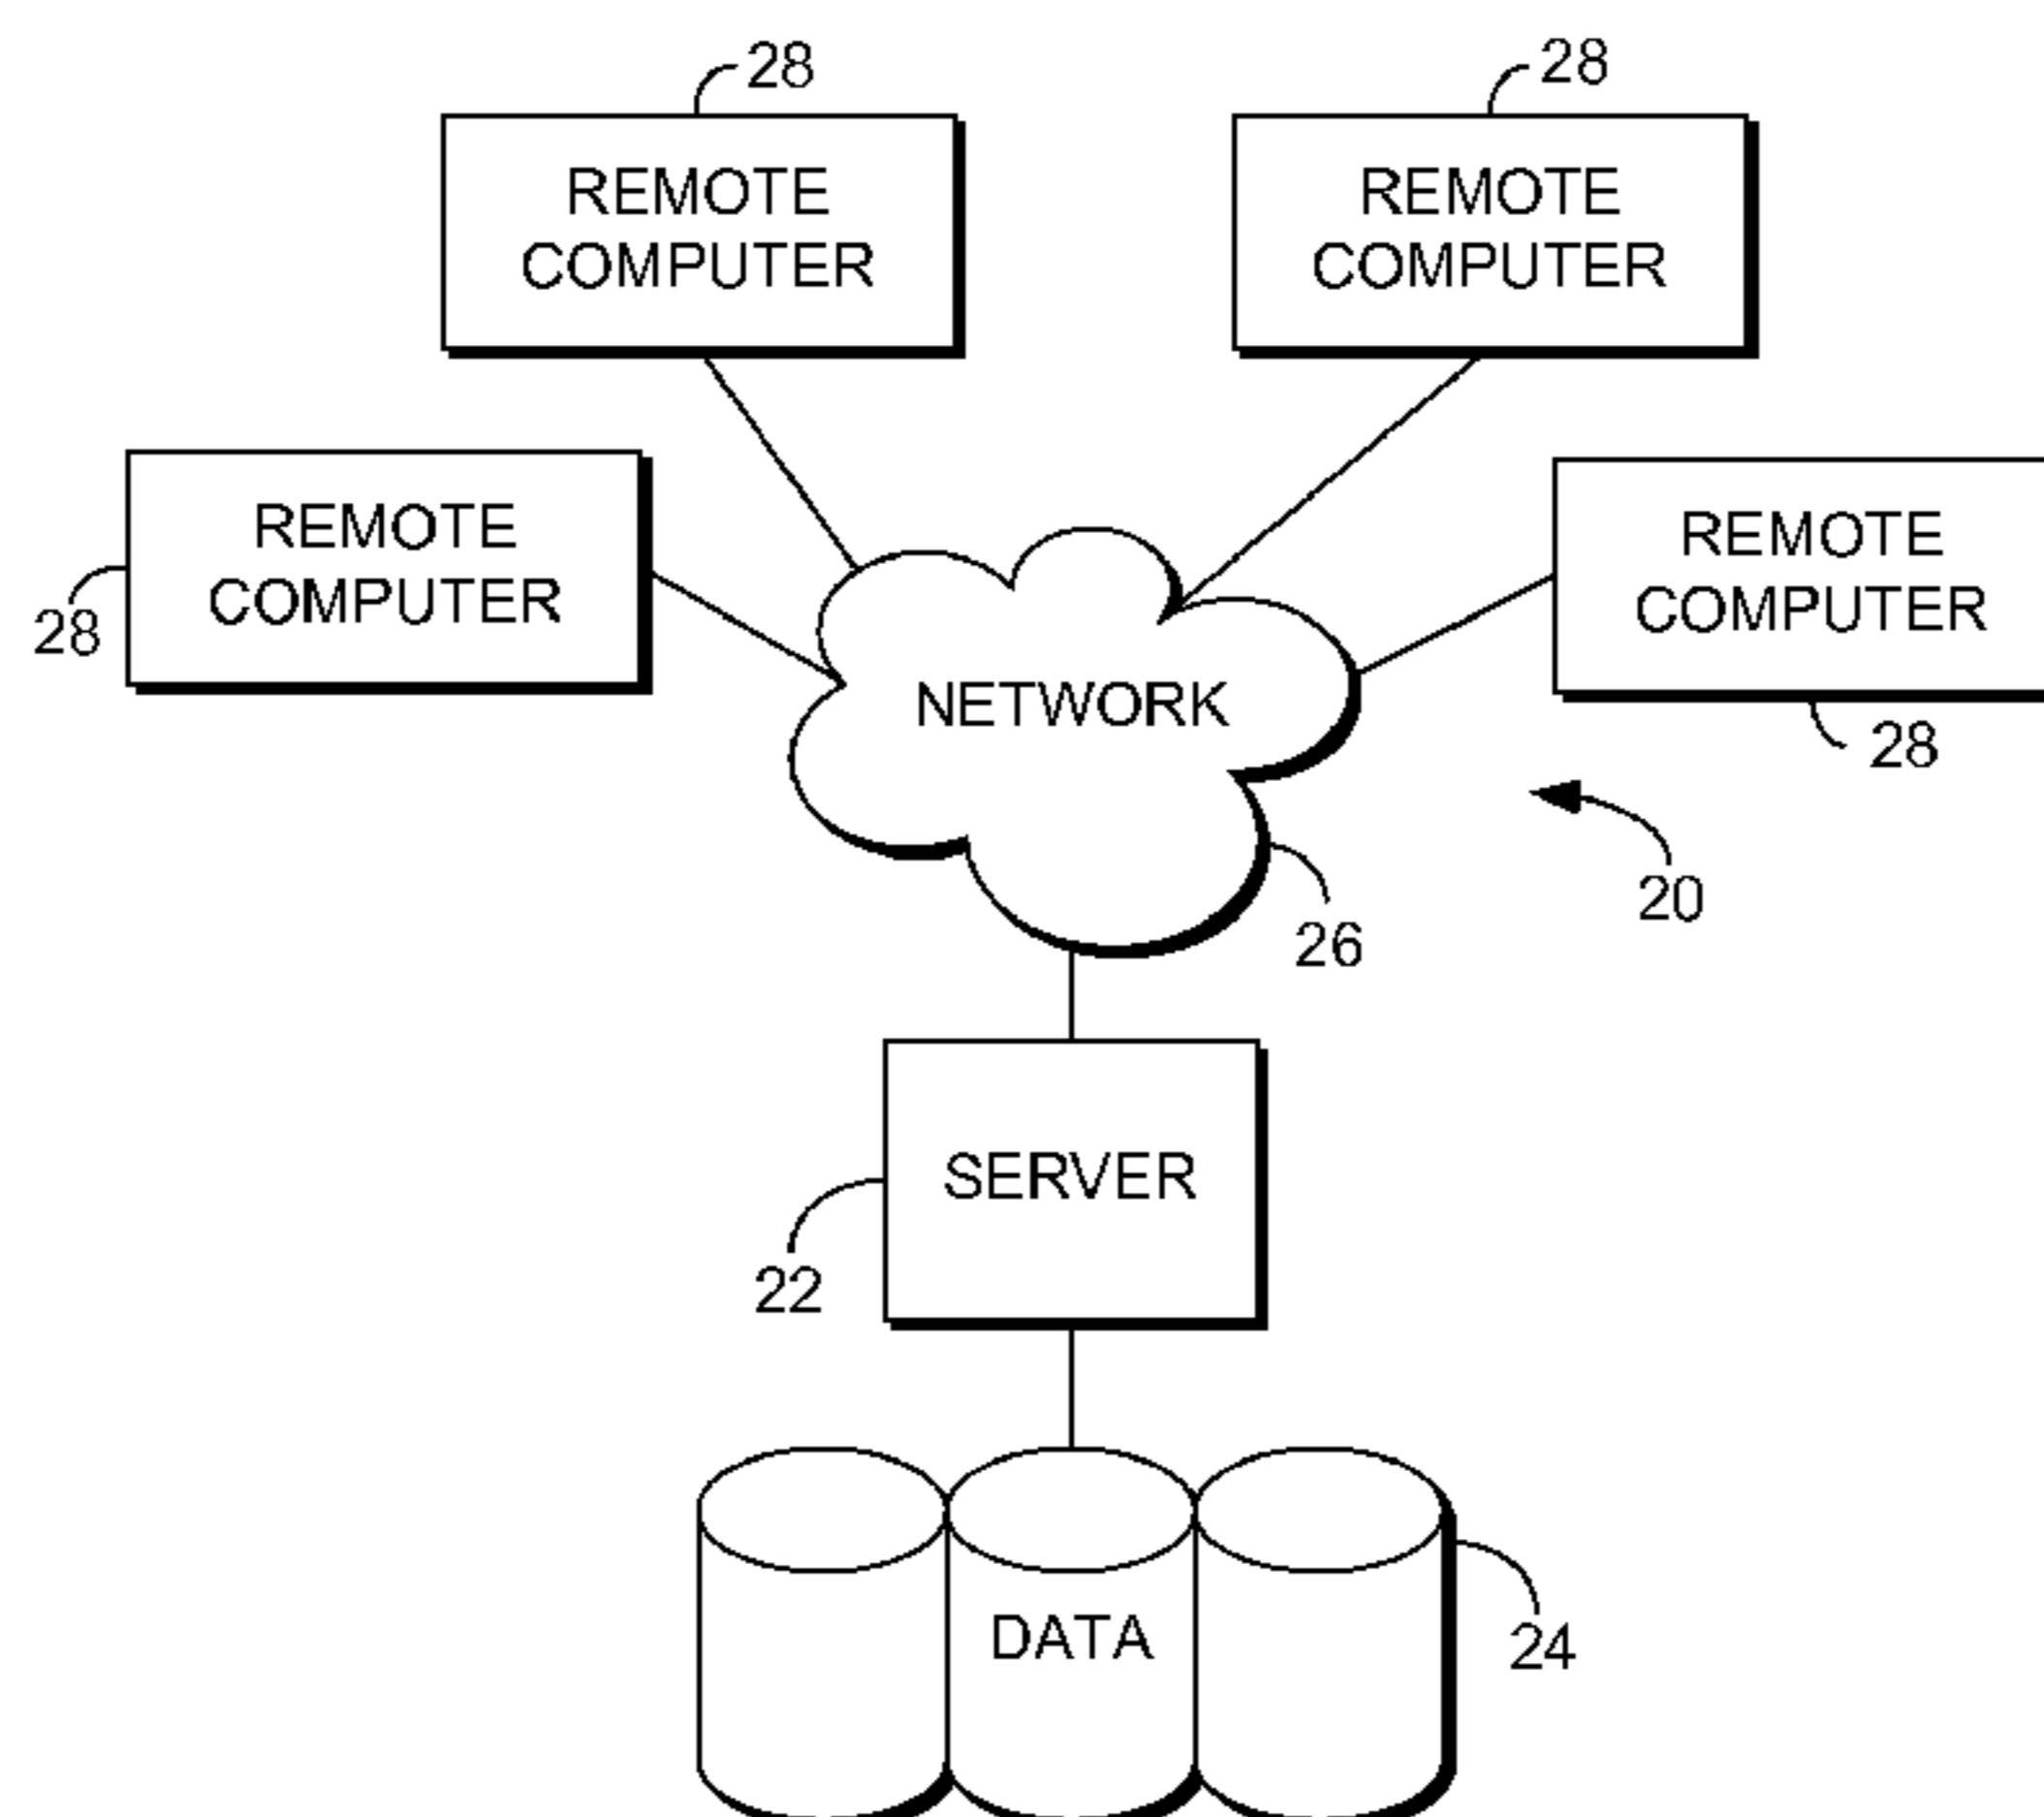 28
28
REMOTE
COMPUTER
REMOTE
COMPUTER
REMOTE
COMPUTER
28
REMOTE
COMPUTER
28
NETWORK
20
26
SERVER
22
DATA
24